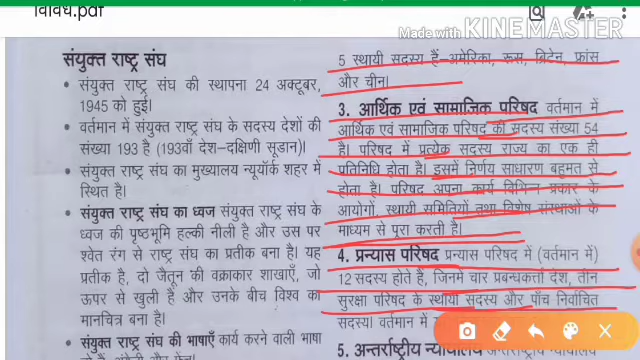 विविध.pdf
Made with KINEMASTER
संयुक्त राष्ट्र संघ
• संयुक्त राष्ट्र संघ की स्थापना 24 अक्टूबर,
1945 को हुई।
• वर्तमान में संयुक्त राष्ट्र संघ के सदस्य देशों की
संख्या 193 है (193वाँ देश-दक्षिणी सूडान)।
• संयुक्त राष्ट्र संघ का मुख्यालय न्यूयॉर्क शहर में
स्थित है।
• संयुक्त राष्ट्र संघ का ध्वज संयुक्त राष्ट्र संघ के
ध्वज की पृष्ठभूमि हल्की नीली है और उस पर
श्वेत रंग से राष्ट्र संघ का प्रतीक बना है। यह
प्रतीक है, दो जैतून की वक्राकार शाखाएँ, जो
ऊपर से खुली हैं और उनके बीच विश्व का
मानचित्र बना है।
• संयुक्त राष्ट्र संघ की भाषाएँ कार्य करने वाली भाषा
5 स्थायी सदस्य हैं-अमेरिका, रूस, ब्रिटेन, फ्रांस
और चीन।
3. आर्थिक एवं सामाजिक परिषद वर्तमान में
आर्थिक एवं सामाजिक परिषद की सदस्य संख्या 54
है। परिषद में प्रत्येक सदस्य राज्य का एक ही
प्रतिनिधि होता है। इसमें निर्णय साधारण बहुमत से
होता है। परिषद अपना कार्य विभिन्न प्रकार के
आयोगों, स्थायी समितियों तथा विशेष संस्थाओं के
माध्यम से पूरा करती है।
4. प्रन्यास परिषद प्रन्यास परिषद में (वर्तमान में)
12 सदस्य होते हैं, जिनमें चार प्रबन्धकर्त्ता देश, तीन
सुरक्षा परिषद के स्थायी सदस्य और पाँच निर्वाचित
सदस्य। वर्तमान में
5. अन्तर्राष्ट्रीय न्यायालय अन्तर्राष्ट्रीय न्यायालय